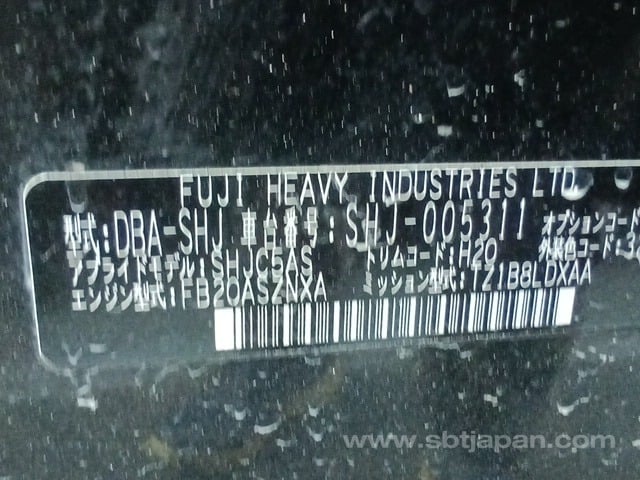 FUJI HEAVY INDUSTRIES LTD.
型式:DBA-SHJ 車台番号:SHJ-005311 オプションコード
アプライドモデル:SHJC5AS トリムコード:H20 外装色コード:
エンジン型式:FB20ASZNXA ミッション型式:TZ1B8LDXAA
www.sbtjapan.com